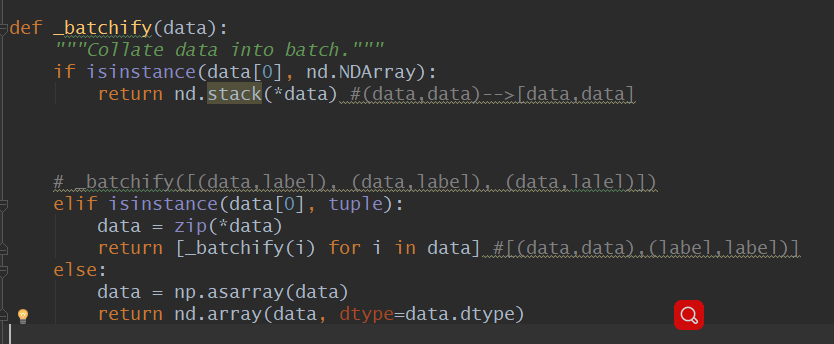 def _batchify(data):
"""Collate data into batch."""
if isinstance(data[0], nd.NDArray):
return nd.stack(*data) #(data,data)-->[data,data]
# _batchify([(data,label), (data,label), (data,lalel)])
elif isinstance(data[0], tuple):
data = zip(*data)
return [_batchify(i) for i in data] #[(data,data),(label,label)]
else:
data = np.asarray(data)
return nd.array(data, dtype=data.dtype)